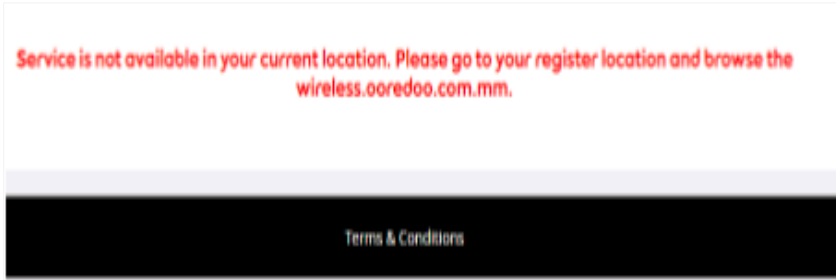 Service is not available in your current location. Please go to your register location and browse the
wireless.ooredoo.com.mm.
Terms & Conditions